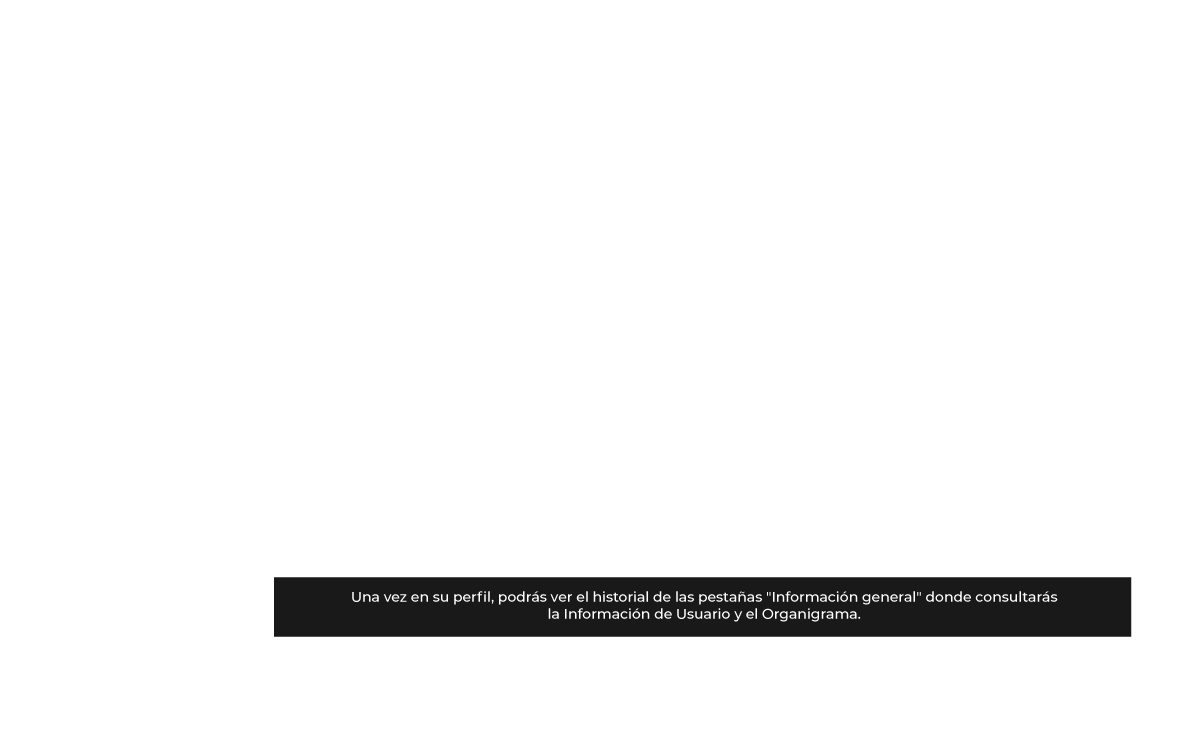 Una vez en su perfil, podrás ver el historial de las pestañas "Información general" donde consultarás
la Información de Usuario y el Organigrama.